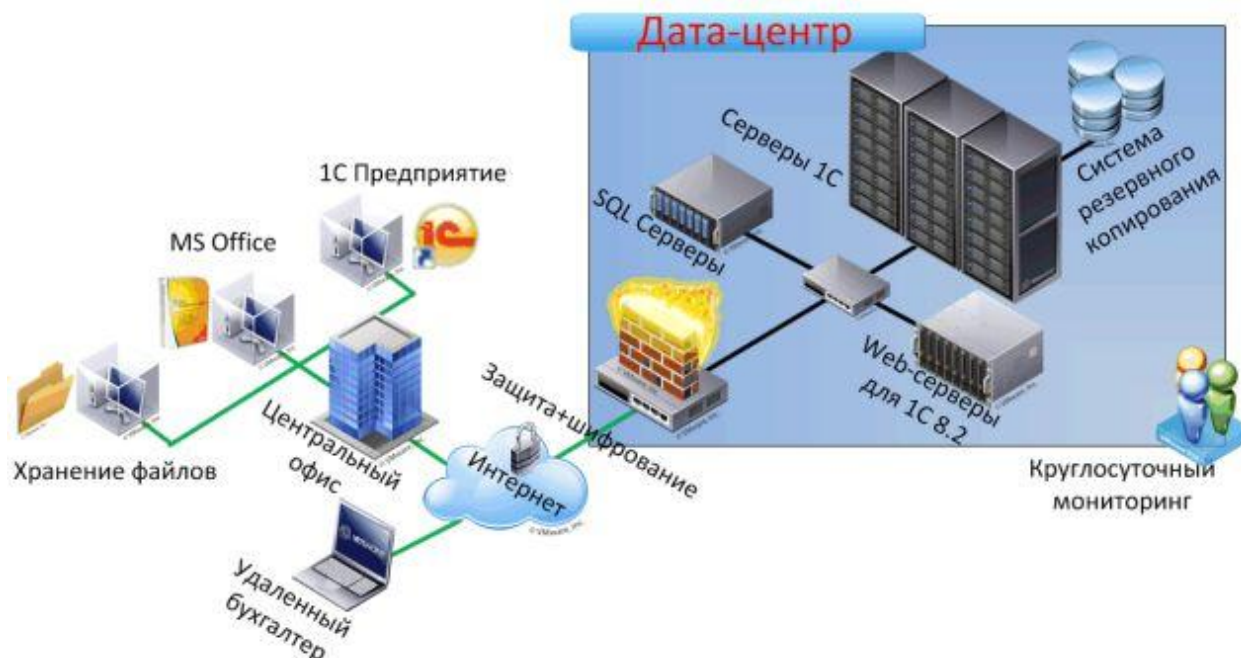 Дата-центр
Серверы 1С
Система
резервного
копирования
SQL Серверы
1С Предприятие
1С
MS Office
Web-серверы
для 1С 8.2
Защита+шифрование
Центральный
офис
Интернет
Хранение файлов
Круглосуточный
мониторинг
Удаленный
бухгалтер